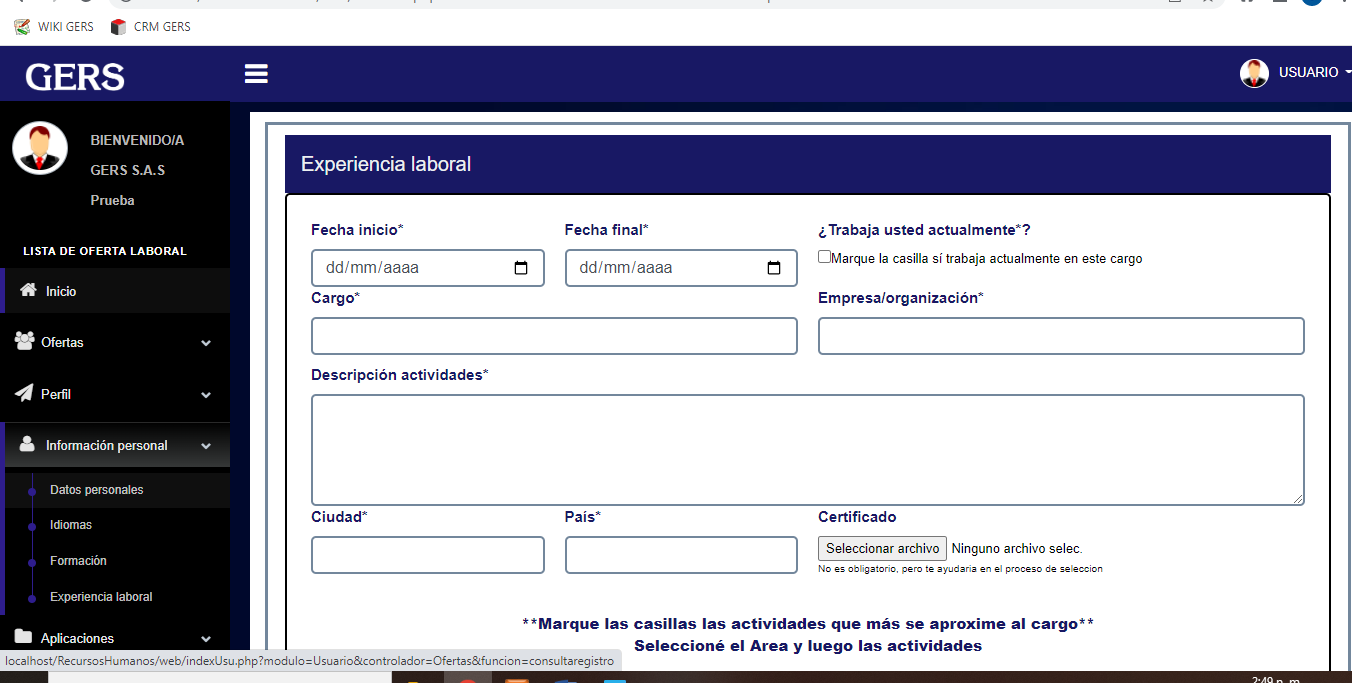 WIKI GERS CRM GERS
GERS USUARIO
BIENVENIDO/A
GERS S.A.S
Prueba
LISTA DE OFERTA LABORAL
Inicio
Ofertas
Perfil
Información personal
Datos personales
Idiomas
Formación
Experiencia laboral
Aplicaciones
Experiencia laboral
Fecha inicio* Fecha final* ¿Trabaja usted actualmente*?
dd/mm/aaaa dd/mm/aaaa Marque la casilla sí trabaja actualmente en este cargo
Cargo* Empresa/organización*
Descripción actividades*
Ciudad* País* Certificado
Seleccionar archivo Ninguno archivo selec.
No es obligatorio, pero te ayudaria en el proceso de seleccion
**Marque las casillas las actividades que más se aproxime al cargo**
Seleccioné el Area y luego las actividades
localhost/RecursosHumanos/web/indexUsu.php?modulo=Usuario&controlador=Ofertas&funcion=consultaregistro
2:49 p. m.